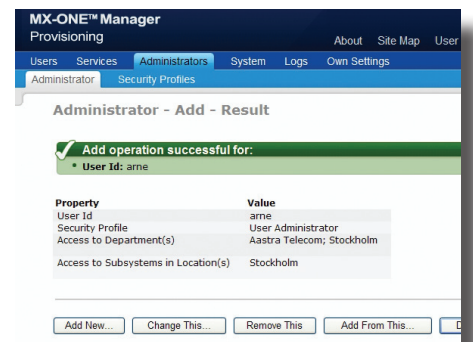 MX-ONE™ Manager
Provisioning
About Site Map User
Users Services Administrators System Logs Own Settings
Administrator Security Profiles
Administrator - Add - Result
Add operation successful for:
• User Id: arne
Property Value
User Id arne
Security Profile User Administrator
Access to Department(s) Aastra Telecom; Stockholm
Access to Subsystems in Location(s) Stockholm
Add New... Change This... Remove This Add From This...